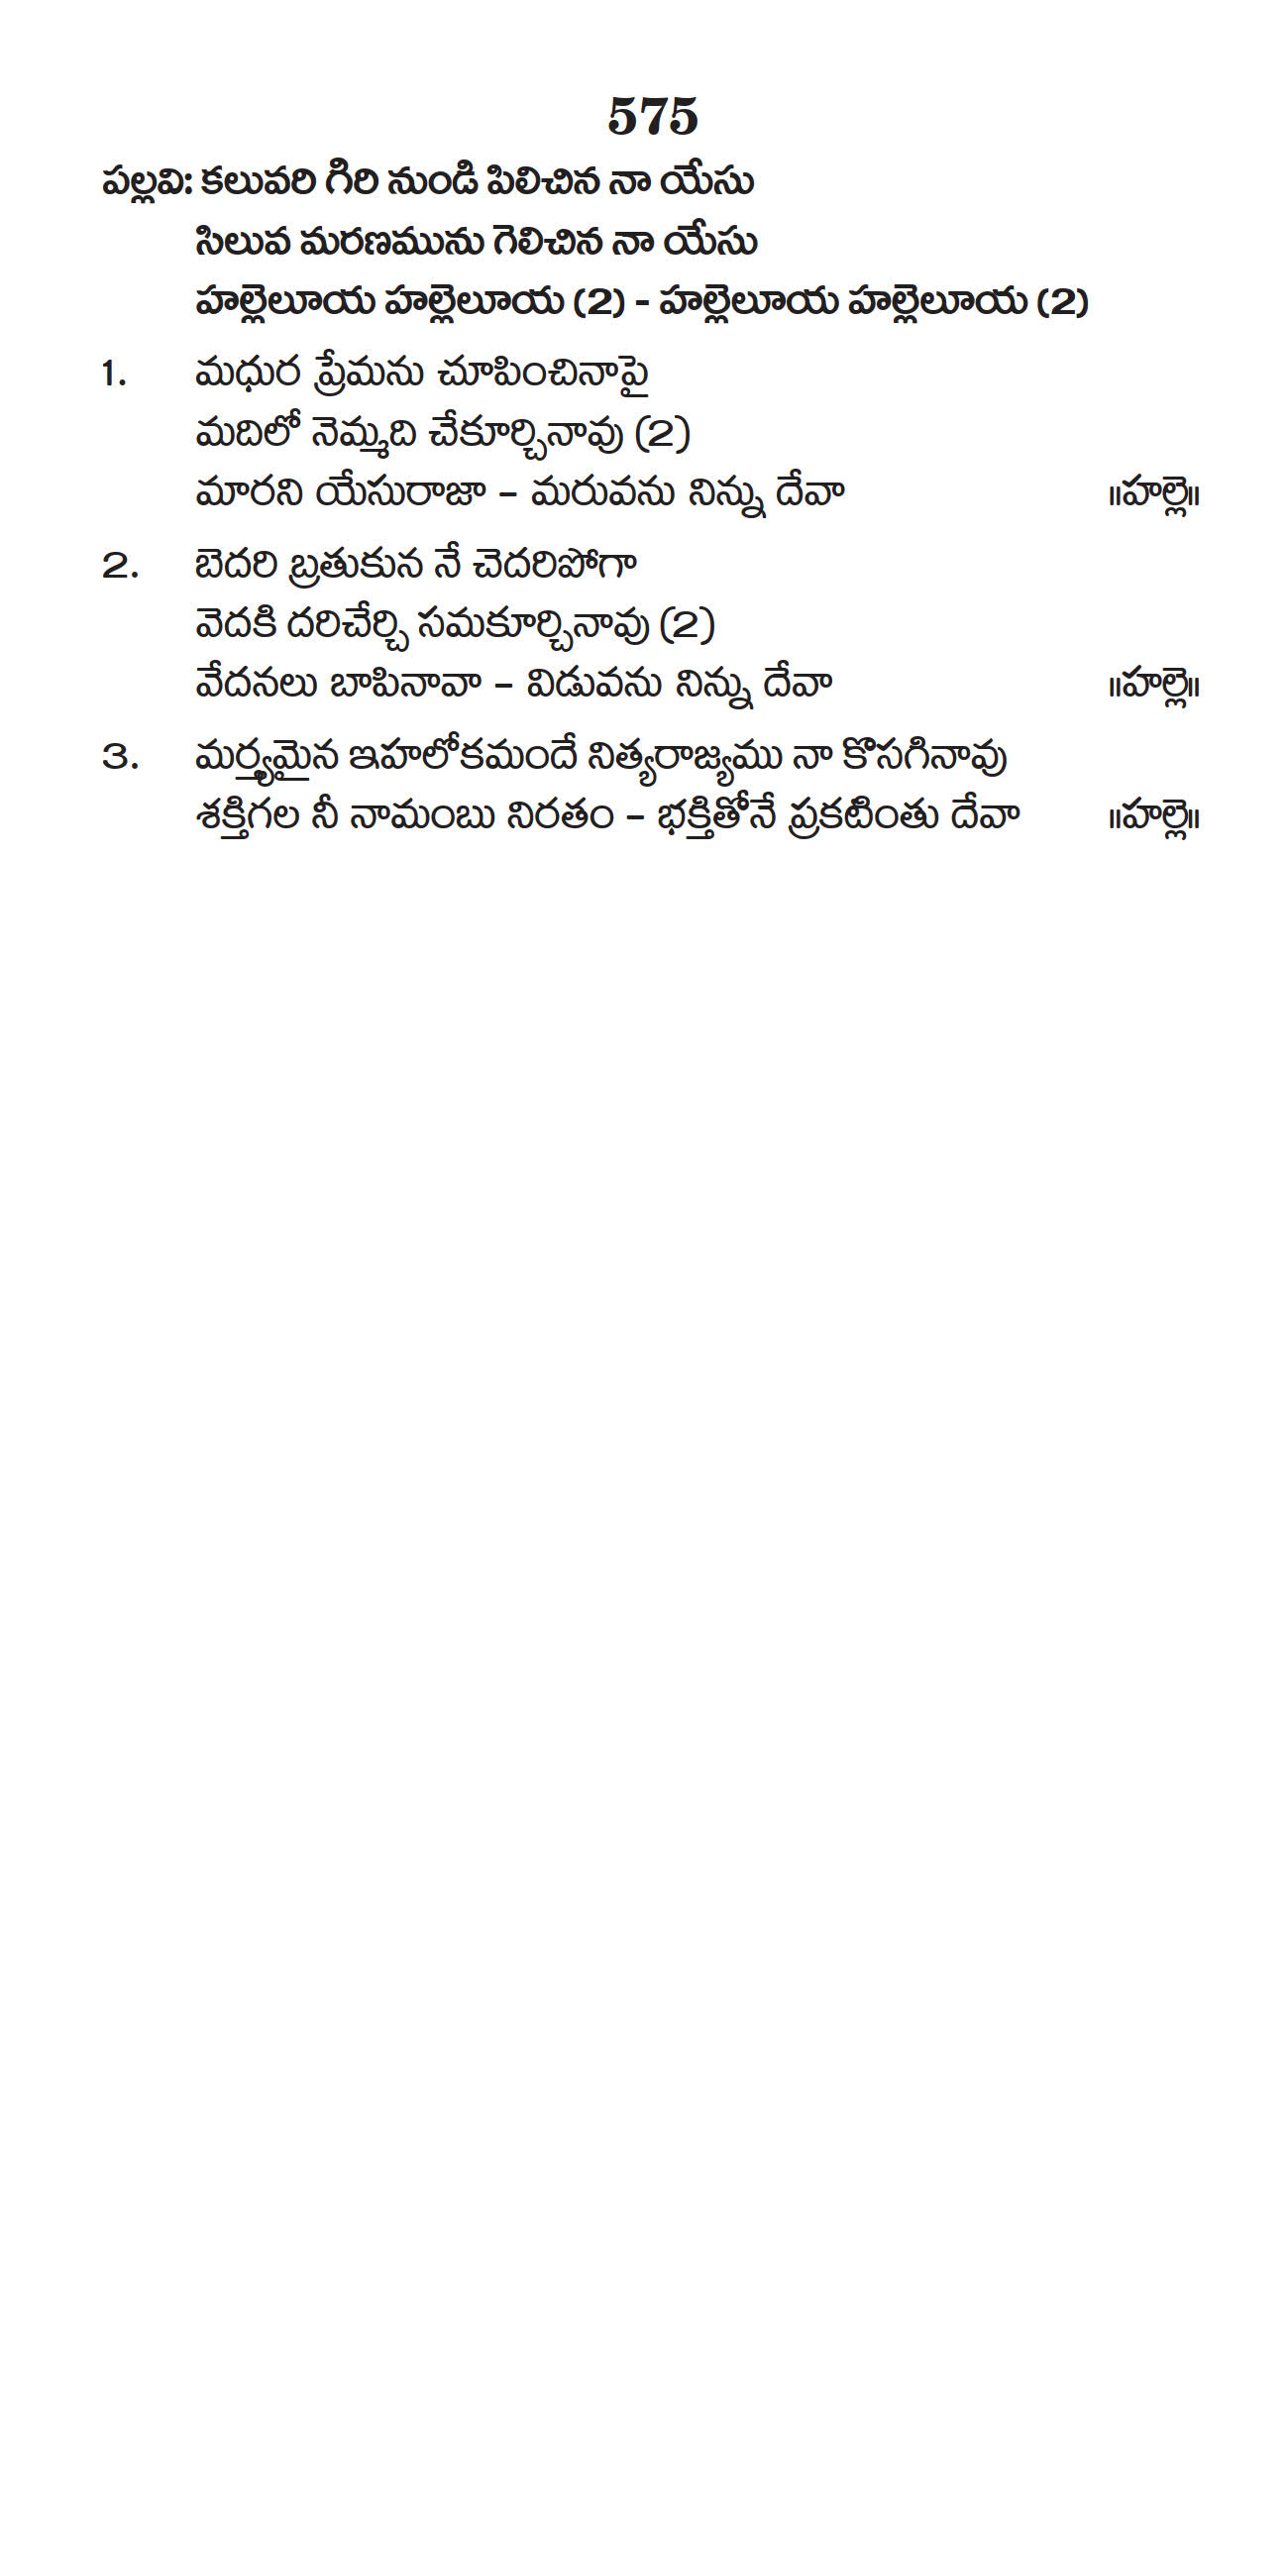 575
పల్లవి: కలువరి గిరి నుండి పిలిచిన నా యేసు
సిలువ మరణమును గెలిచిన నా యేసు
హల్లెలూయ హల్లెలూయ (2) - హల్లెలూయ హల్లెలూయ (2)
1. మధుర ప్రేమను చూపించినాపై
మదిలో నెమ్మది చేకూర్చినావు (2)
మారని యేసురాజా – మరువను నిన్ను దేవా ॥హల్లె॥
2. బెదరి బ్రతుకున నే చెదరిపోగా
వెదకి దరిచేర్చి సమకూర్చినావు (2)
వేదనలు బాపినావా – విడువను నిన్ను దేవా ॥హల్లె॥
3. మర్త్యమైన ఇహలోకమందే నిత్యరాజ్యము నా కొసగినావు
శక్తిగల నీ నామంబు నిరతం – భక్తితోనే ప్రకటింతు దేవా ॥హల్లె॥